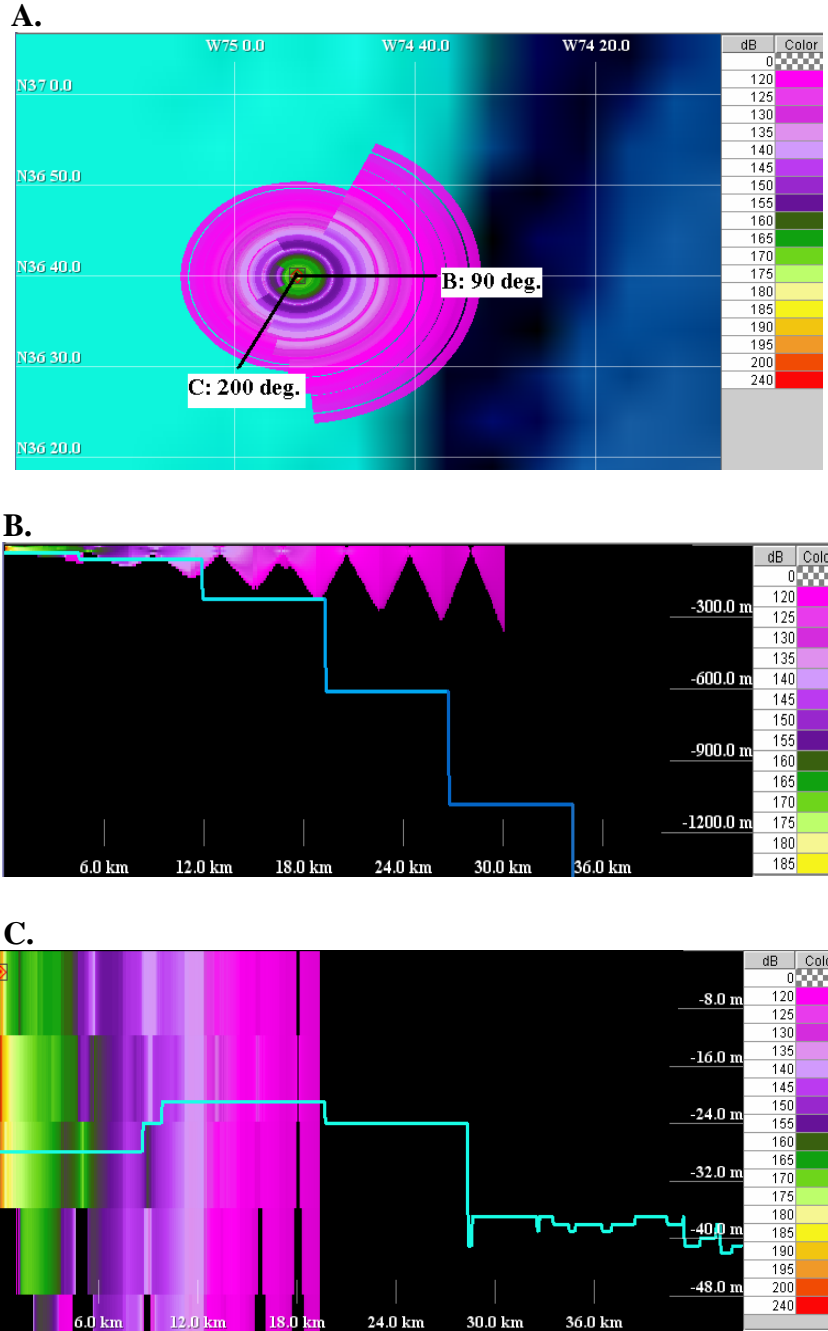 A.
W75 0.0 W74 40.0 W74 20.0
N37 0.0
N36 50.0
N36 40.0
N36 30.0
N36 20.0
B: 90 deg.
C: 200 deg.
dB Color
0
120
125
130
135
140
145
150
155
160
165
170
175
180
185
190
195
200
240
B.
-300.0 m
-600.0 m
-900.0 m
-1200.0 m
6.0 km 12.0 km 18.0 km 24.0 km 30.0 km 36.0 km
dB Colo
0
120
125
130
135
140
145
150
155
160
165
170
175
180
185
C.
-8.0 m
-16.0 m
-24.0 m
-32.0 m
-40.0 m
-48.0 m
6.0 km 12.0 km 18.0 km 24.0 km 30.0 km 36.0 km
dB Colo
0
120
125
130
135
140
145
150
155
160
165
170
175
180
185
190
195
200
240